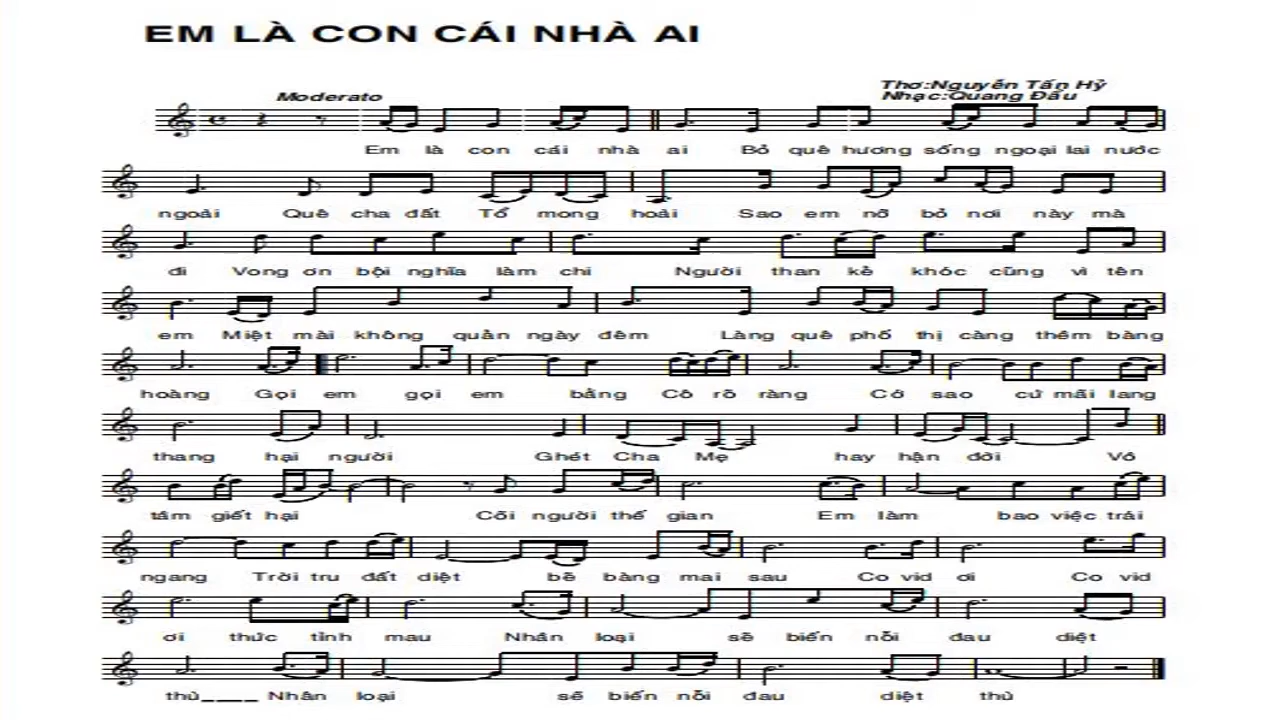 EM LÀ CON CÁI NHÀ AI
Thơ:Nguyễn Tấn Hỷ
Moderato
Nhạc:Quang Đấu
Em là con cái nhà ai Bỏ quê hương sống ngoại lai nước
ngoài Quê cha đất Tổ mong hoài Sao em nỡ bỏ nơi này mà
đi Vong ơn bội nghĩa làm chi Người than kẻ khóc cũng vì tên
em Miệt mài không quản ngày đêm Làng quê phố thị càng thêm bàng
hoàng Gọi em gọi em bằng Cô rõ ràng Cớ sao cứ mãi lang
thang hại người Ghét Cha Mẹ hay hận đời Vô
tâm giết hại Cõi người thế gian Em làm bao việc trái
ngang Trời tru đất diệt bẽ bàng mai sau Co vid ơi Co vid
ơi thức tỉnh mau Nhân loại sẽ biến nỗi đau diệt
thù____ Nhân loại sẽ biến nỗi đau diệt thù